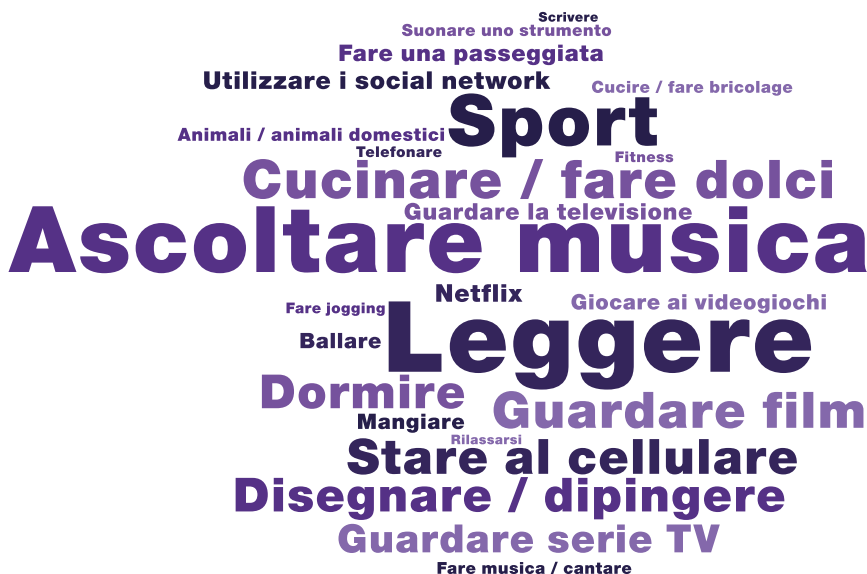 Scrivere
Suonare uno strumento
Fare una passeggiata
Utilizzare i social network
Cucire / fare bricolage
Sport
Animali / animali domestici
Telefonare
Fitness
Cucinare / fare dolci
Guardare la televisione
Ascoltare musica
Netflix
Giocare ai videogiochi
Fare jogging
Leggere
Ballare
Dormire
Guardare film
Mangiare
Rilassarsi
Stare al cellulare
Disegnare / dipingere
Guardare serie TV
Fare musica / cantare